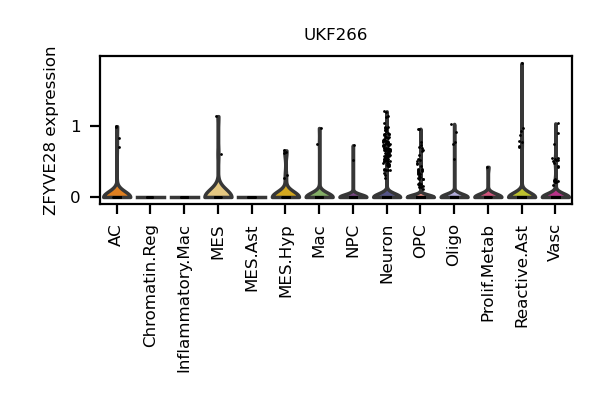 UKF266
ZFYVE28 expression
1
0
AC
Chromatin.Reg
Inflammatory.Mac
MES
MES.Ast
MES.Hyp
Mac
NPC
Neuron
OPC
Oligo
Prolif.Metab
Reactive.Ast
Vasc